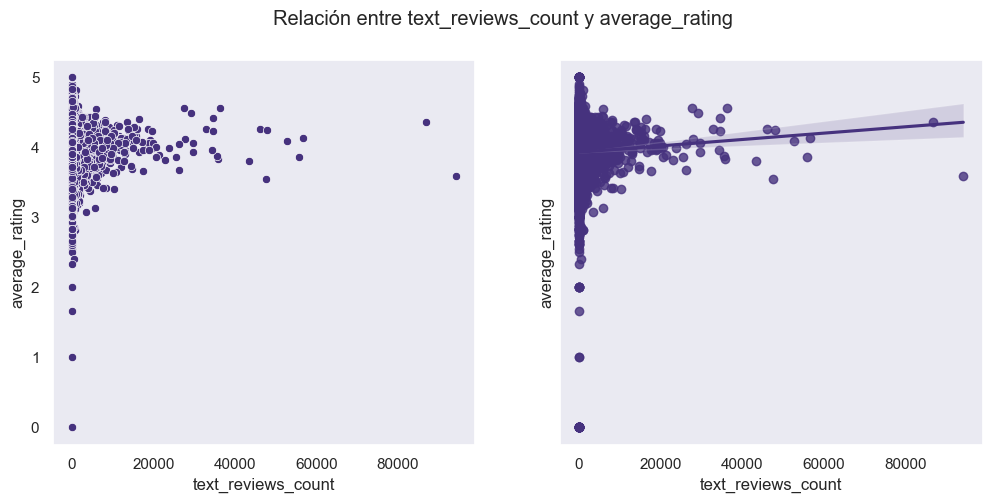 Relación entre text_reviews_count y average_rating
average_rating
5
4
3
2
1
0
0 20000 40000 60000 80000
text_reviews_count
average_rating
0 20000 40000 60000 80000
text_reviews_count